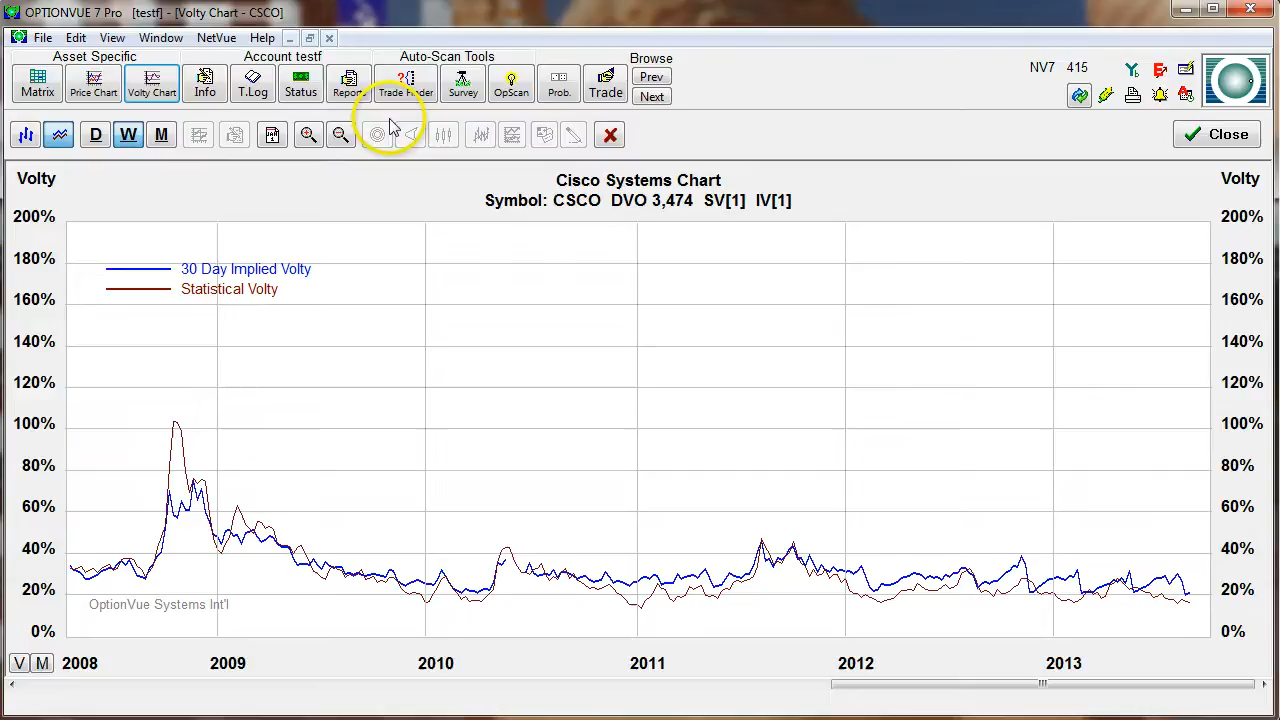 OPTIONVUE 7 Pro [testf] - [Volty Chart - CSCO]
File Edit View Window NetVue Help
Asset Specific Account testf Auto-Scan Tools Browse
Matrix Price Chart Volty Chart Info T.Log Status Reports Trade Finder Survey OpScan Prob. Trade Prev
Next
NV7 415
D W M Close
Volty Cisco Systems Chart Volty
Symbol: CSCO DVO 3,474 SV[1] IV[1]
200% 200%
180% 180%
30 Day Implied Volty
Statistical Volty
160% 160%
140% 140%
120% 120%
100% 100%
80% 80%
60% 60%
40% 40%
20% 20%
OptionVue Systems Int'l
0% 0%
V M 2008 2009 2010 2011 2012 2013